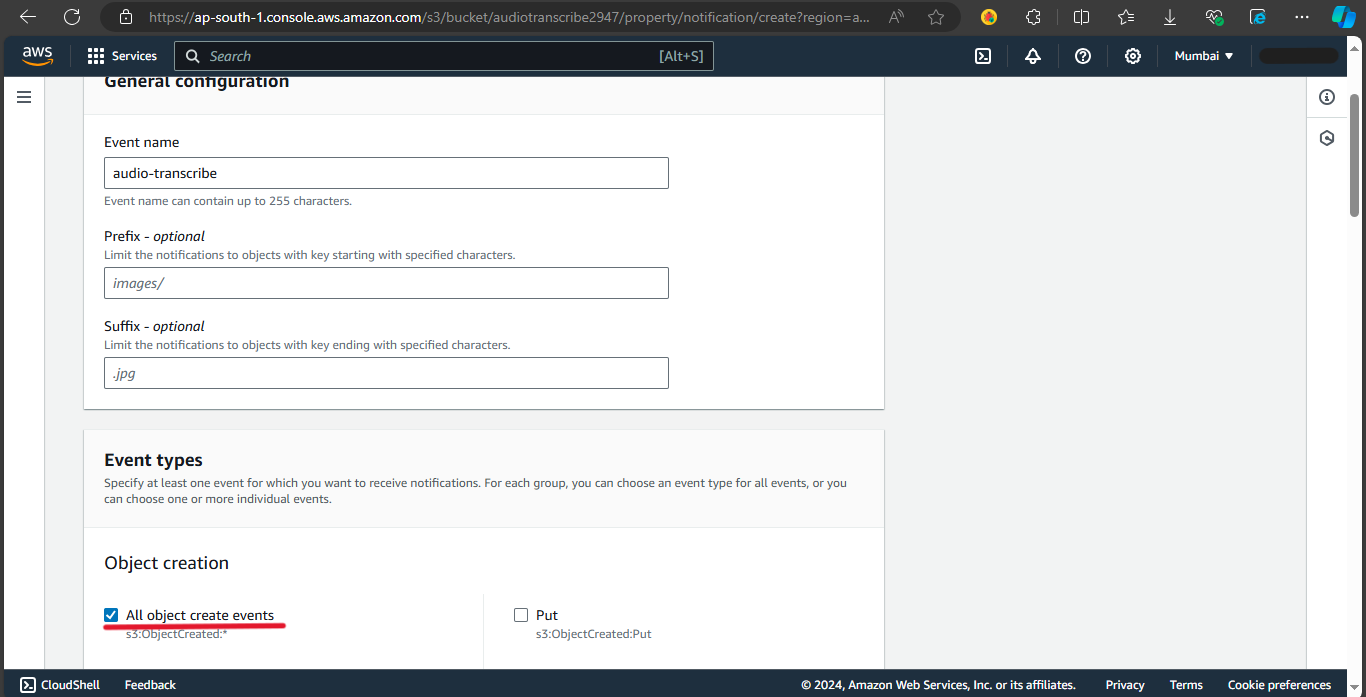 https://ap-south-1.console.aws.amazon.com/s3/bucket/audiotranscribe2947/property/notification/create?region=a...
aws
Services
Search
[Alt+S]
Mumbai
General configuration
Event name
audio-transcribe
Event name can contain up to 255 characters.
Prefix - optional
Limit the notifications to objects with key starting with specified characters.
images/
Suffix - optional
Limit the notifications to objects with key ending with specified characters.
.jpg
Event types
Specify at least one event for which you want to receive notifications. For each group, you can choose an event type for all events, or you
can choose one or more individual events.
Object creation
All object create events
s3:ObjectCreated:*
Put
s3:ObjectCreated:Put
CloudShell
Feedback
© 2024, Amazon Web Services, Inc. or its affiliates.
Privacy
Terms
Cookie preferences